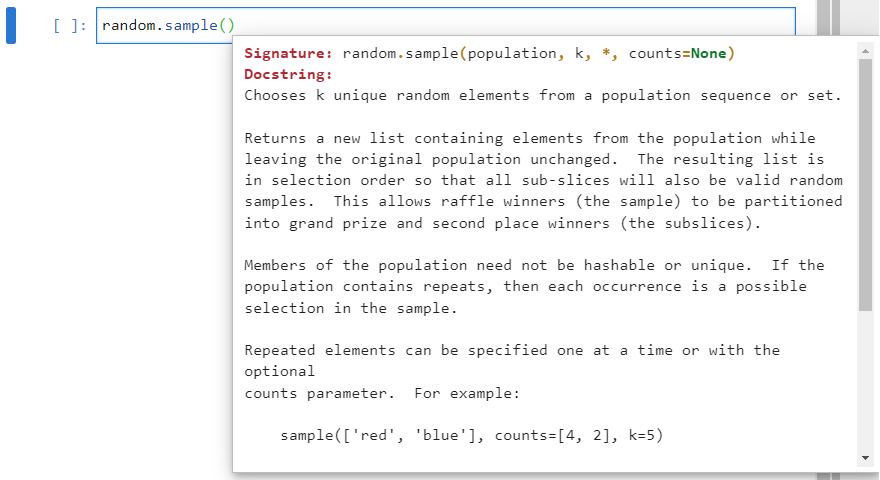 [ ]: random.sample()
Signature: random.sample(population, k, *, counts=None)
Docstring:
Chooses k unique random elements from a population sequence or set.
Returns a new list containing elements from the population while
leaving the original population unchanged.  The resulting list is
in selection order so that all sub-slices will also be valid random
samples.  This allows raffle winners (the sample) to be partitioned
into grand prize and second place winners (the subslices).
Members of the population need not be hashable or unique.  If the
population contains repeats, then each occurrence is a possible
selection in the sample.
Repeated elements can be specified one at a time or with the
optional
counts parameter.  For example:
sample(['red', 'blue'], counts=[4, 2], k=5)